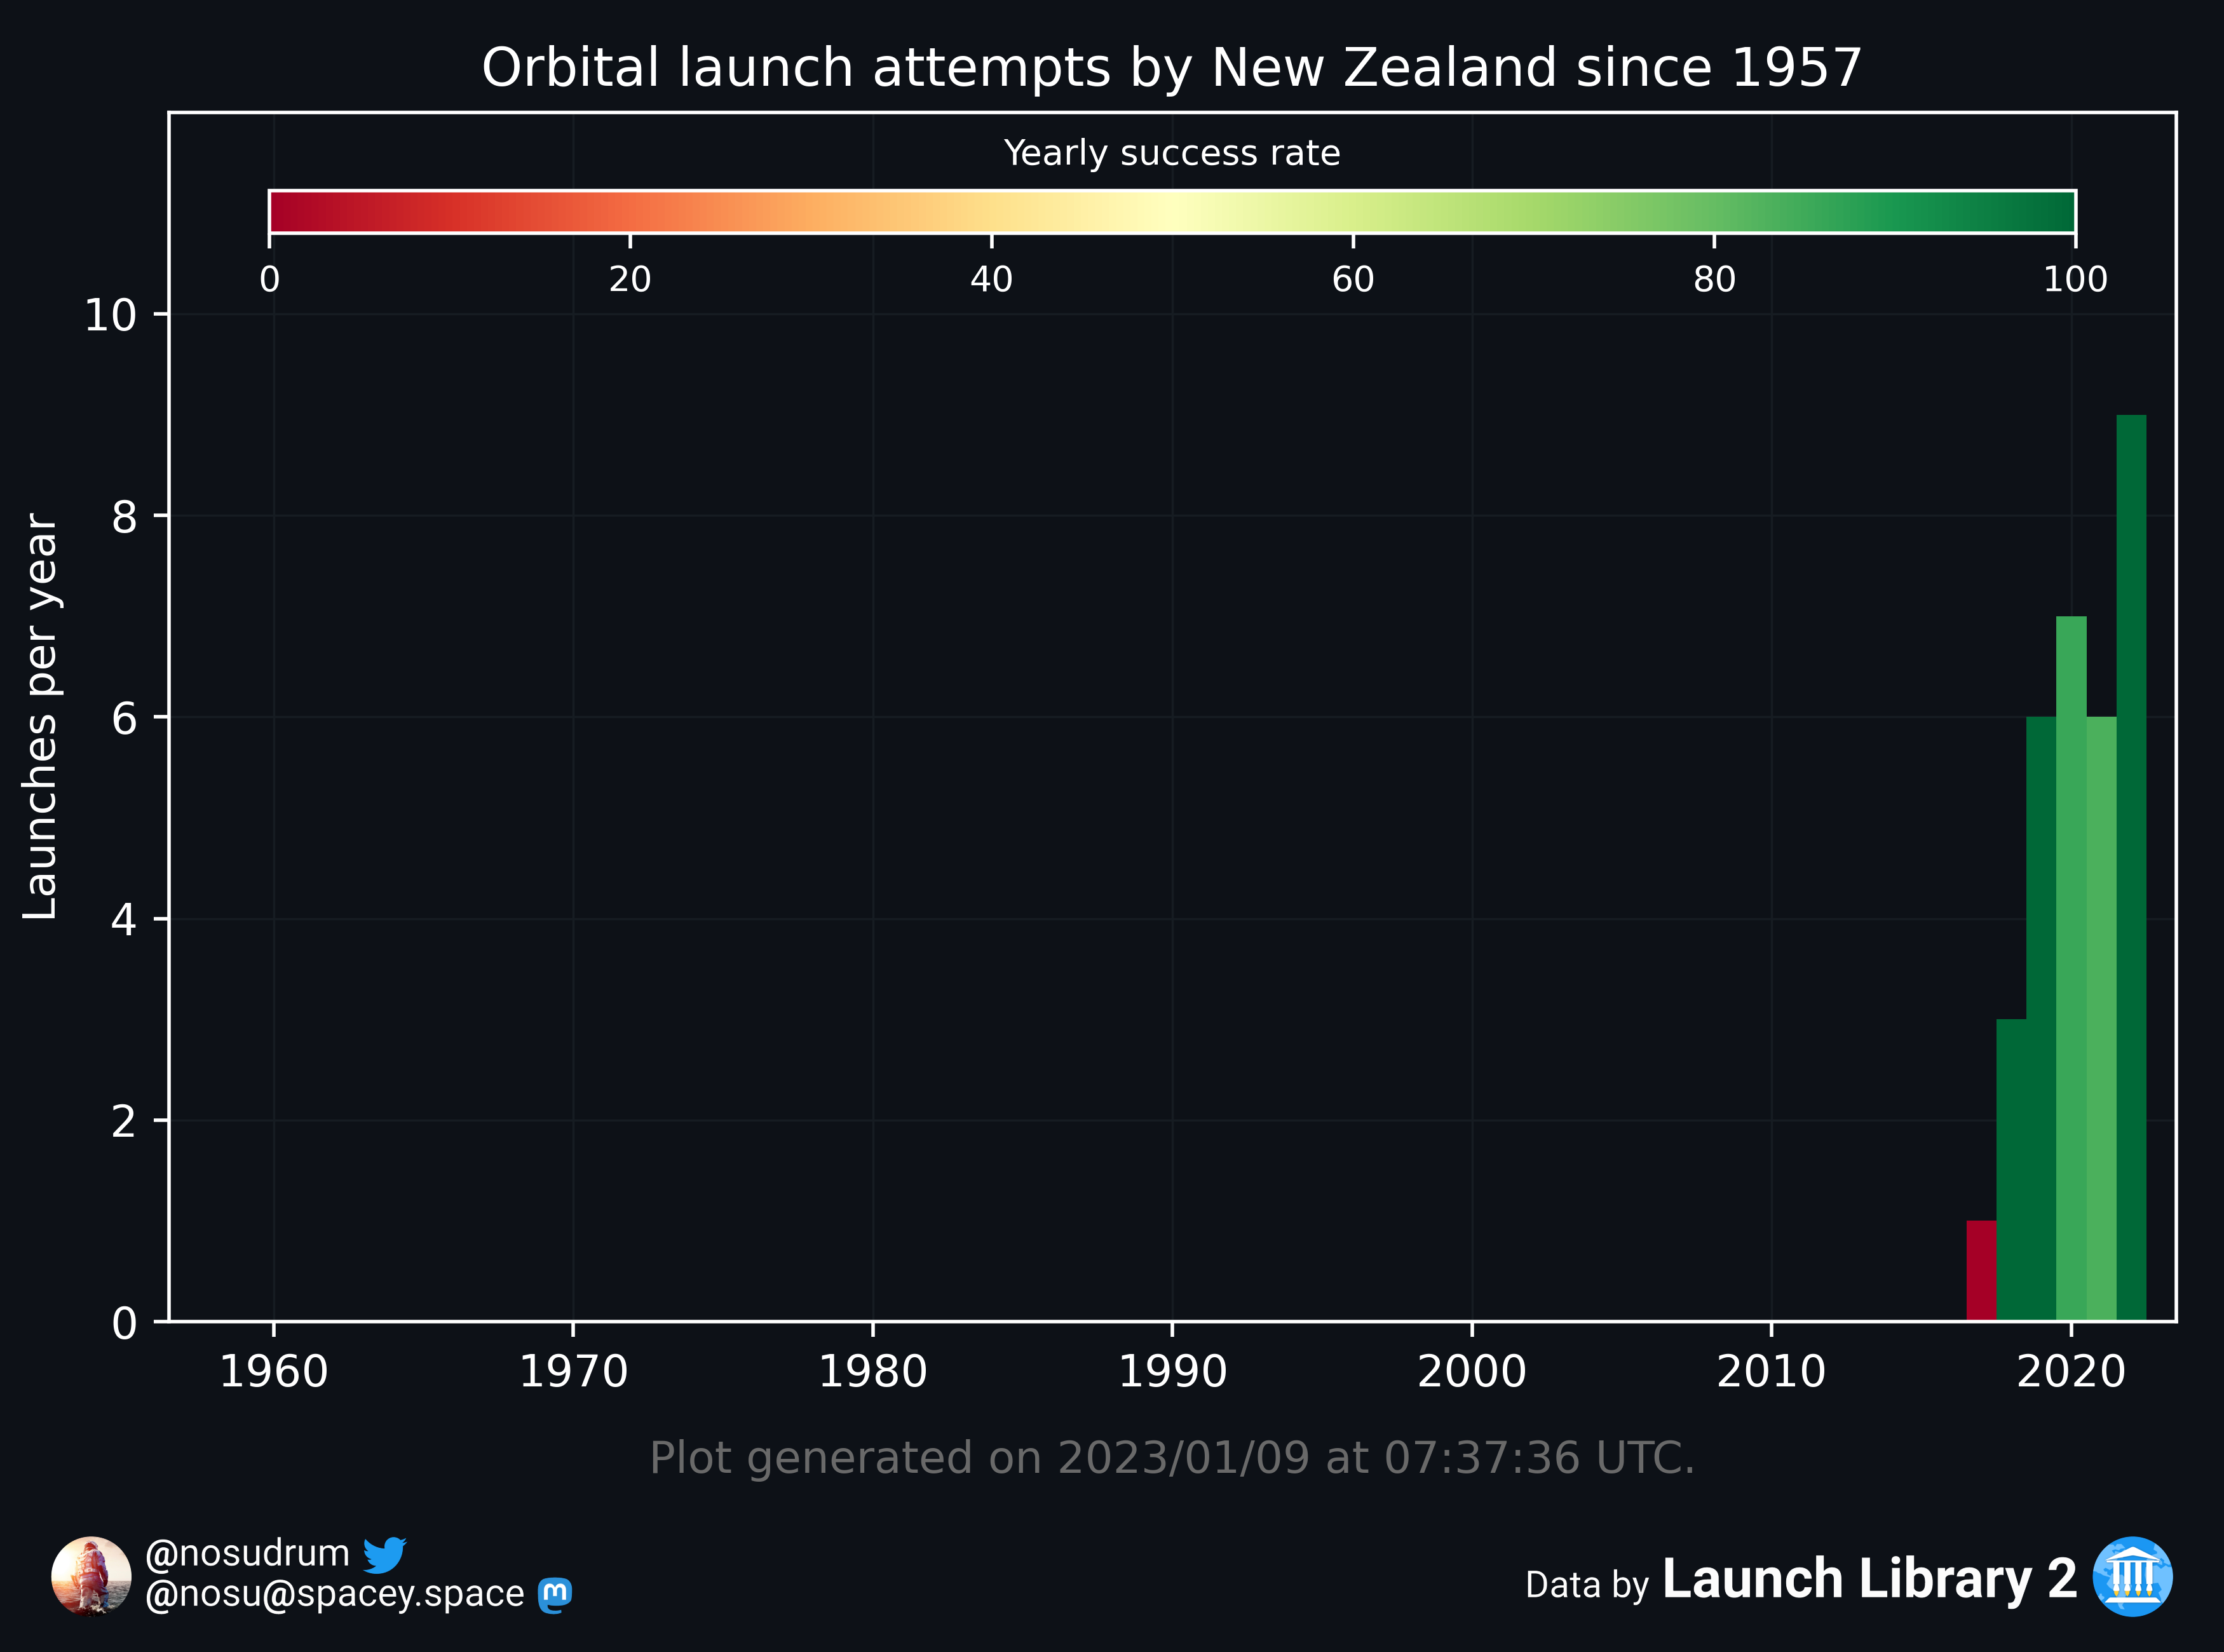 Orbital launch attempts by New Zealand since 1957
Yearly success rate
0 20 40 60 80 100
Launches per year
10
8
6
4
2
0
1960 1970 1980 1990 2000 2010 2020
Plot generated on 2023/01/09 at 07:37:36 UTC.
@nosudrum
@nosu@spacey.space
Data by Launch Library 2